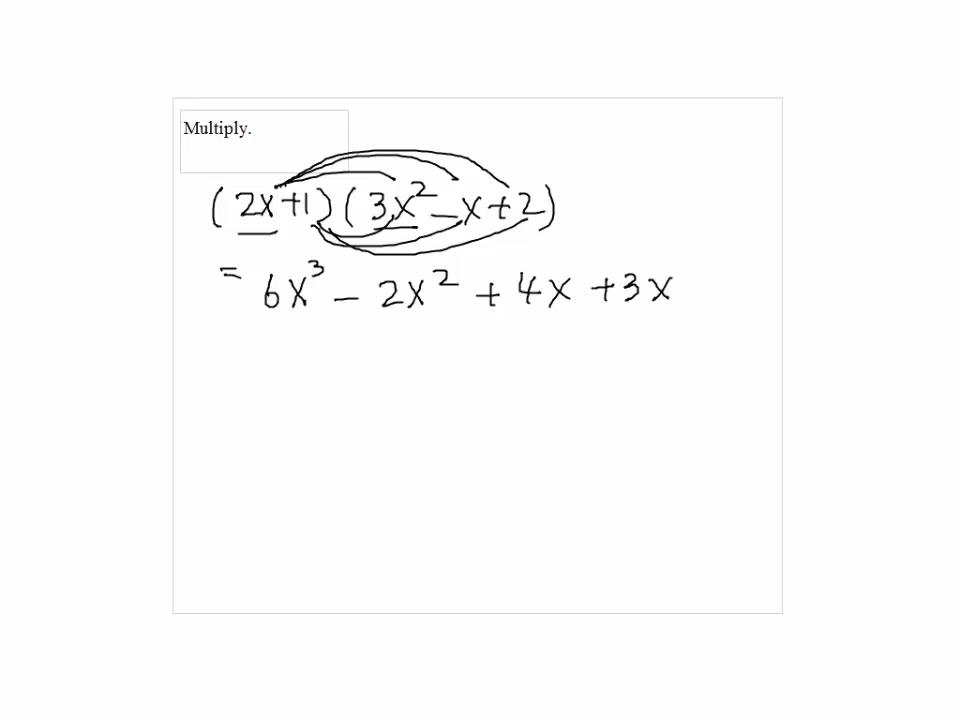 Multiply.
(2x+1)(3x²-x+2)
= 6x³ - 2x² + 4x + 3x